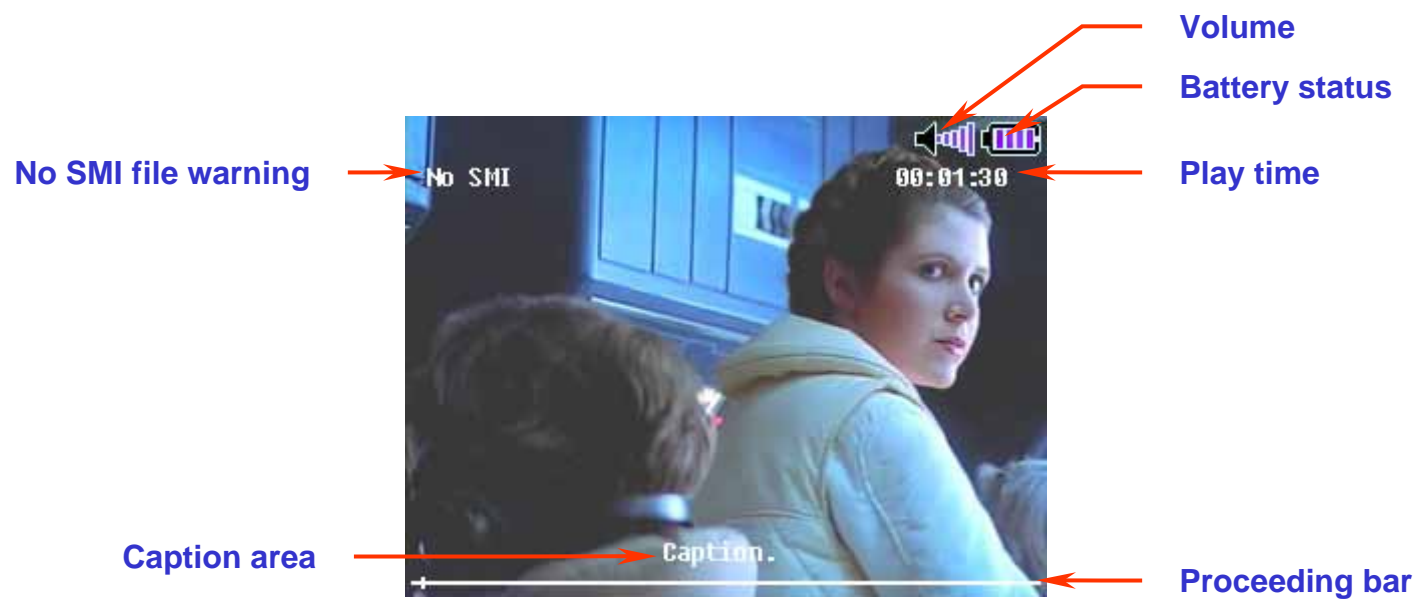 Volume
Battery status
No SMI file warning
No SMI
00:01:30
Play time
Caption area
Caption.
Proceeding bar